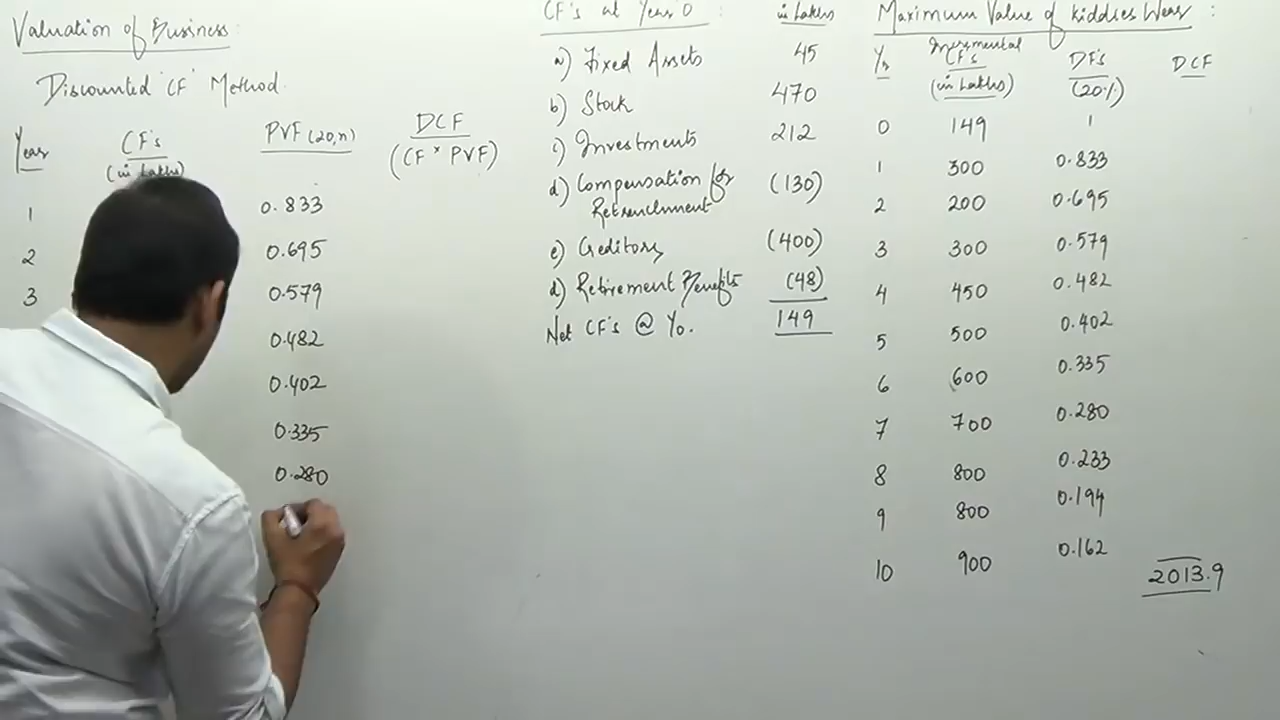 Valuation of Business:
Discounted 'CF' Method.
Year CF's (in Lakhs) PVF (20,n) DCF (CF × PVF)
1 0.833
2 0.695
3 0.579
0.482
0.402
0.335
0.280
CF's at Year 0 : in Lakhs
a) Fixed Assets 45
b) Stock 470
c) Investments 212
d) Compensation for Retrenchment (130)
e) Creditors (400)
d) Retirement Benefits (48)
Net CF's @ Y0. 149
Maximum Value of Kiddies Wear :
Yr Incremental CF's (in Lakhs) DF's (20%) DCF
0 149 1
1 300 0.833
2 200 0.695
3 300 0.579
4 450 0.482
5 500 0.402
6 600 0.335
7 700 0.280
8 800 0.233
9 800 0.194
10 900 0.162
2013.9